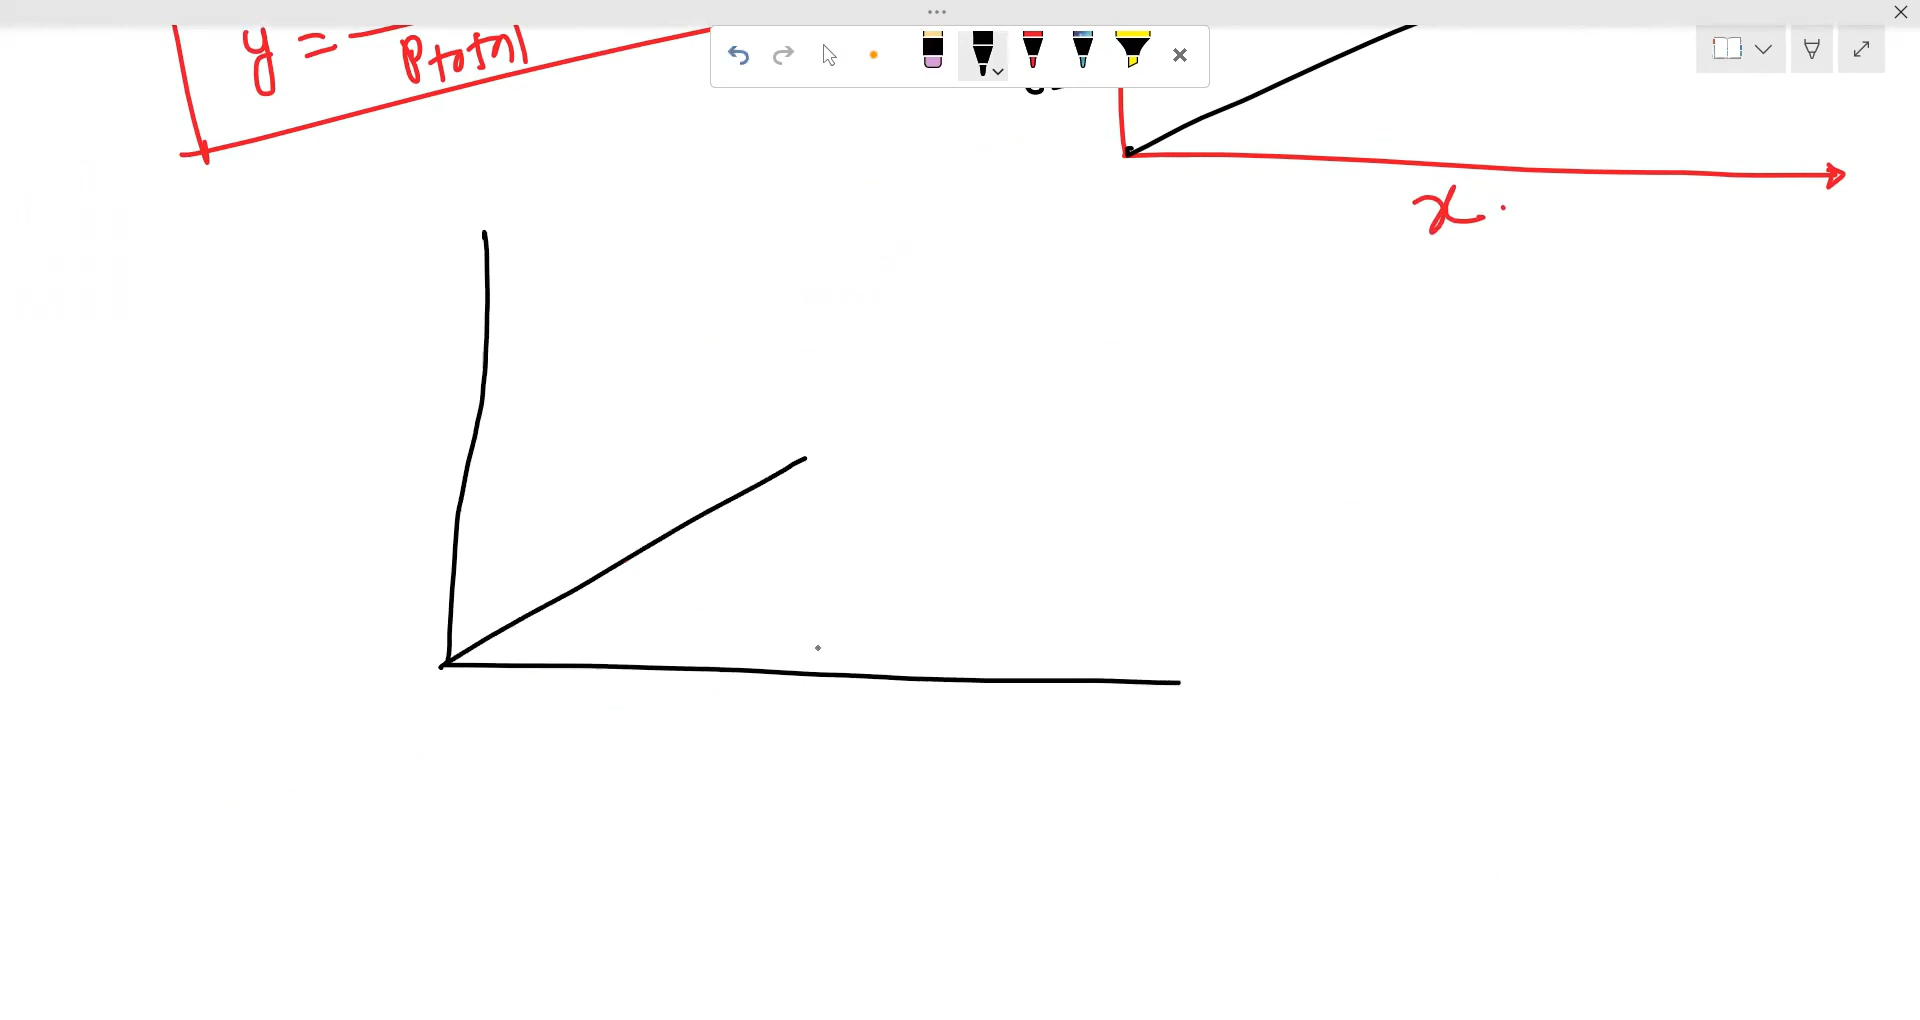 y =
Ptotal
x